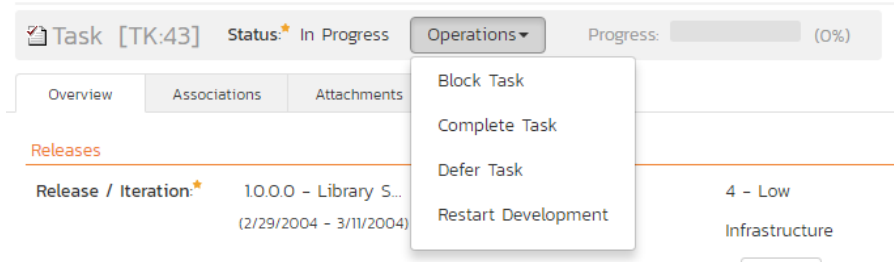 Task [TK:43] Status:* In Progress Operations Progress: (0%)
Overview Associations Attachments
Block Task
Complete Task
Defer Task
Restart Development
Releases
Release / Iteration:* 1.0.0.0 - Library S... 4 - Low
(2/29/2004 - 3/11/2004) Infrastructure